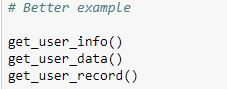 # Better example
get_user_info()
get_user_data()
get_user_record()